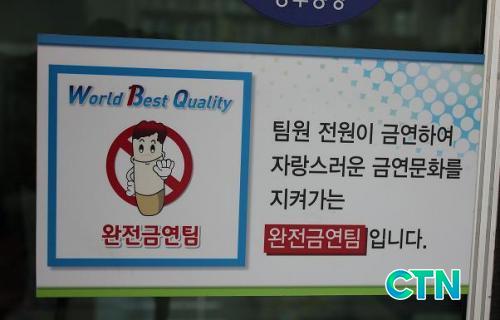 World Best Quality
완전금연팀
팀원 전원이 금연하여
자랑스러운 금연문화를
지켜가는
완전금연팀 입니다.
CTN